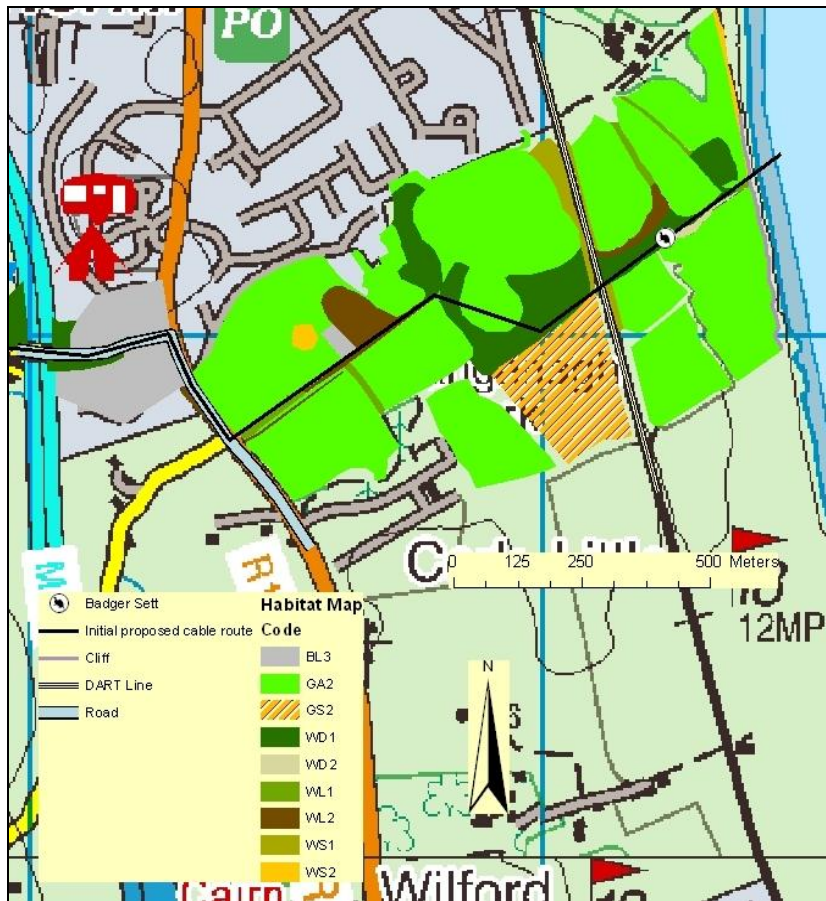 PO
0 125 250 500 Meters
12MP
N
Badger Sett
Initial proposed cable route
Cliff
DART Line
Road
Habitat Map
Code
BL3
GA2
GS2
WD1
WD2
WL1
WL2
WS1
WS2
M
R
Cairn
Wilford